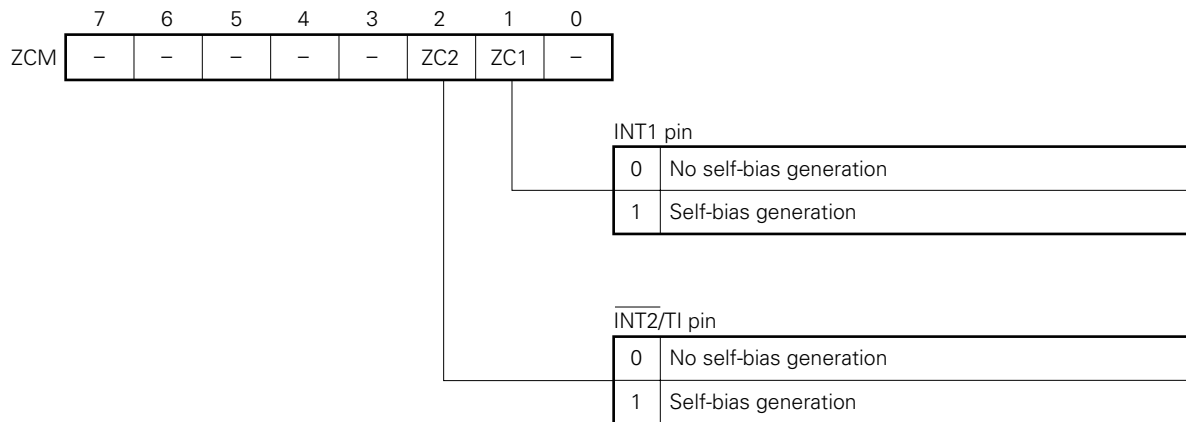 7 6 5 4 3 2 1 0
ZCM – – – – – ZC2 ZC1 –
INT1 pin
0 No self-bias generation
1 Self-bias generation
I̅N̅T̅2̅/TI pin
0 No self-bias generation
1 Self-bias generation